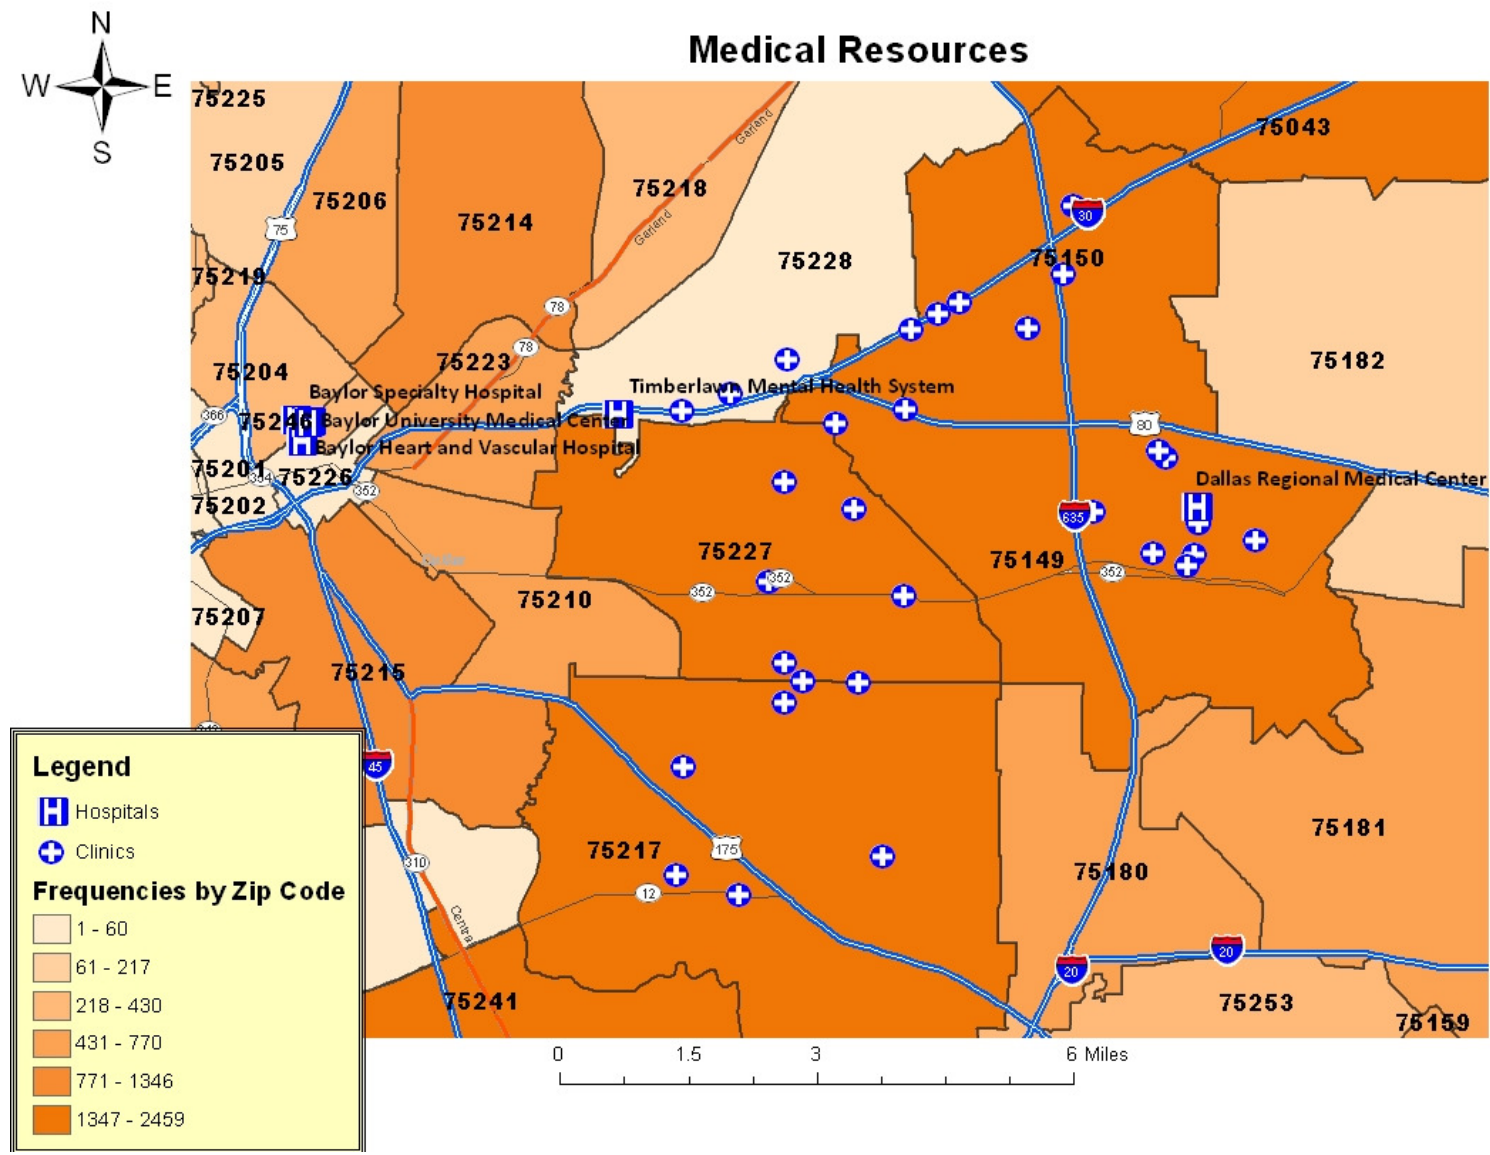 N
W E
S
Medical Resources
75225
75205
75206
75214
75218
Garland
Garland
75043
30
75
75228
75150
75219
78
78
75223
75182
75204
Baylor Specialty Hospital
Timberlawn Mental Health System
366
75246
Baylor University Medical Center
80
Baylor Heart and Vascular Hospital
75201
354
75226
352
75202
Dallas Regional Medical Center
635
75227
75149
352
352
352
75210
75207
75215
45
75217
175
75181
75180
310
12
Centra
20
20
75241
75253
75159
Legend
Hospitals
Clinics
Frequencies by Zip Code
1 - 60
61 - 217
218 - 430
431 - 770
771 - 1346
1347 - 2459
0 1.5 3 6 Miles